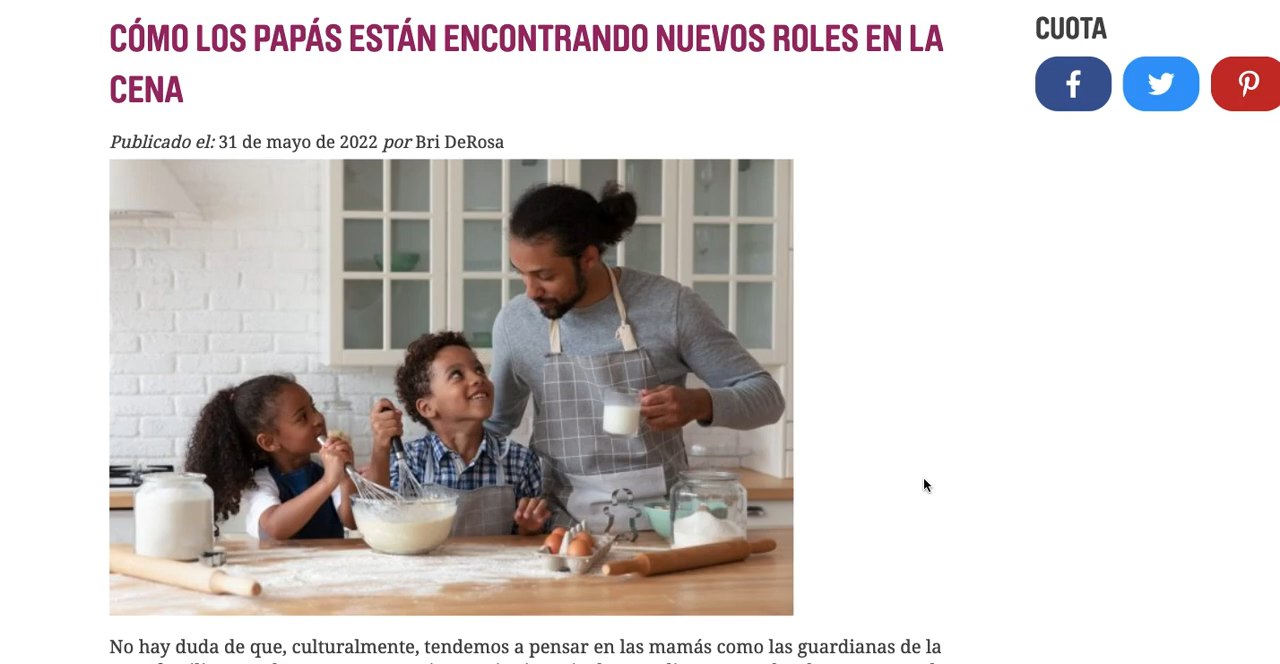 CÓMO LOS PAPÁS ESTÁN ENCONTRANDO NUEVOS ROLES EN LA
CENA
CUOTA
Publicado el: 31 de mayo de 2022 por Bri DeRosa
No hay duda de que, culturalmente, tendemos a pensar en las mamás como las guardianas de la